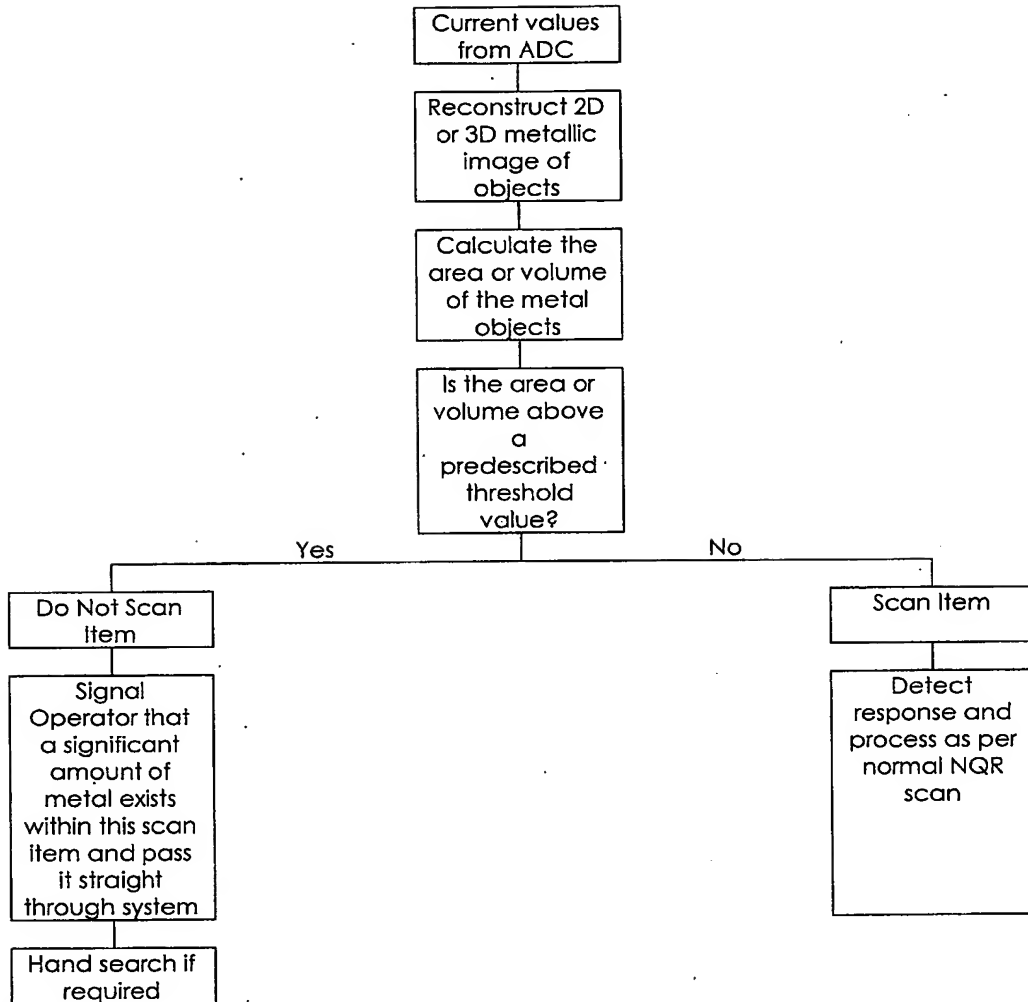 Current values
from ADC
Reconstruct 2D
or 3D metallic
image of
objects
Calculate the
area or volume
of the metal
objects
Is the area or
volume above
a
predescribed
threshold
value?
Yes
No
Do Not Scan
Item
Signal
Operator that
a significant
amount of
metal exists
within this scan
item and pass
it straight
through system
Hand search if
required
Scan Item
Detect
response and
process as per
normal NQR
scan